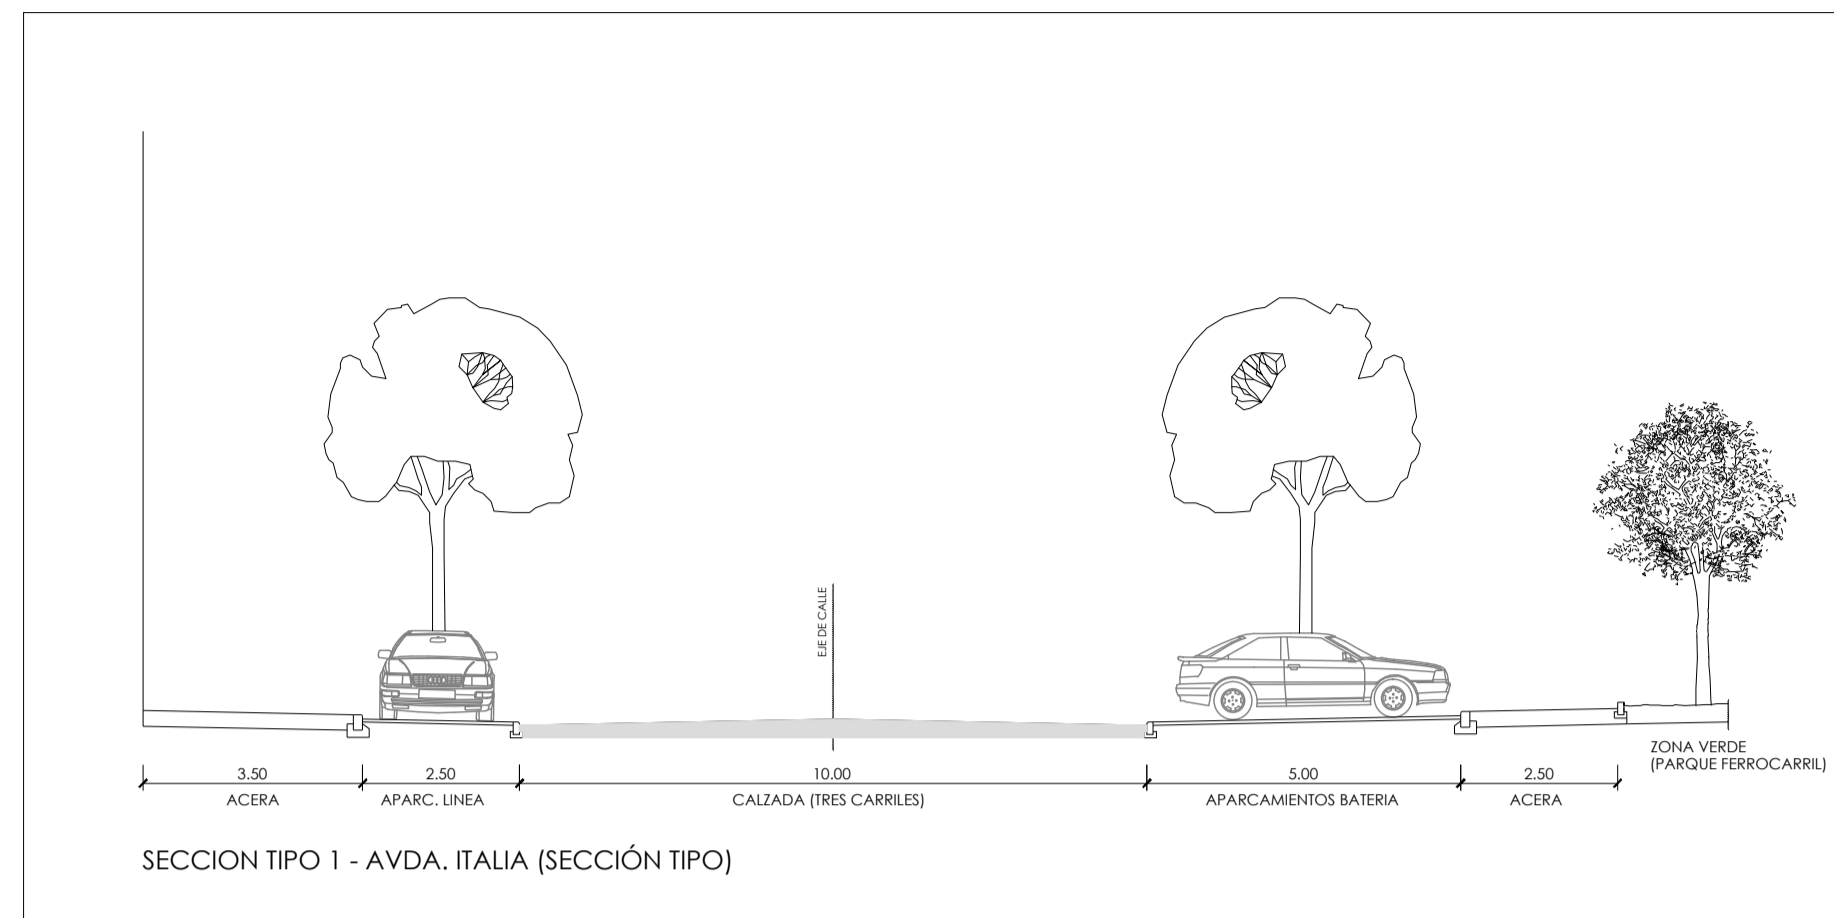 EJE DE CALLE
ZONA VERDE
(PARQUE FERROCARRIL)
3.50 2.50 10.00 5.00 2.50
ACERA APARC. LINEA CALZADA (TRES CARRILES) APARCAMIENTOS BATERIA ACERA
SECCION TIPO 1 - AVDA. ITALIA (SECCIÓN TIPO)